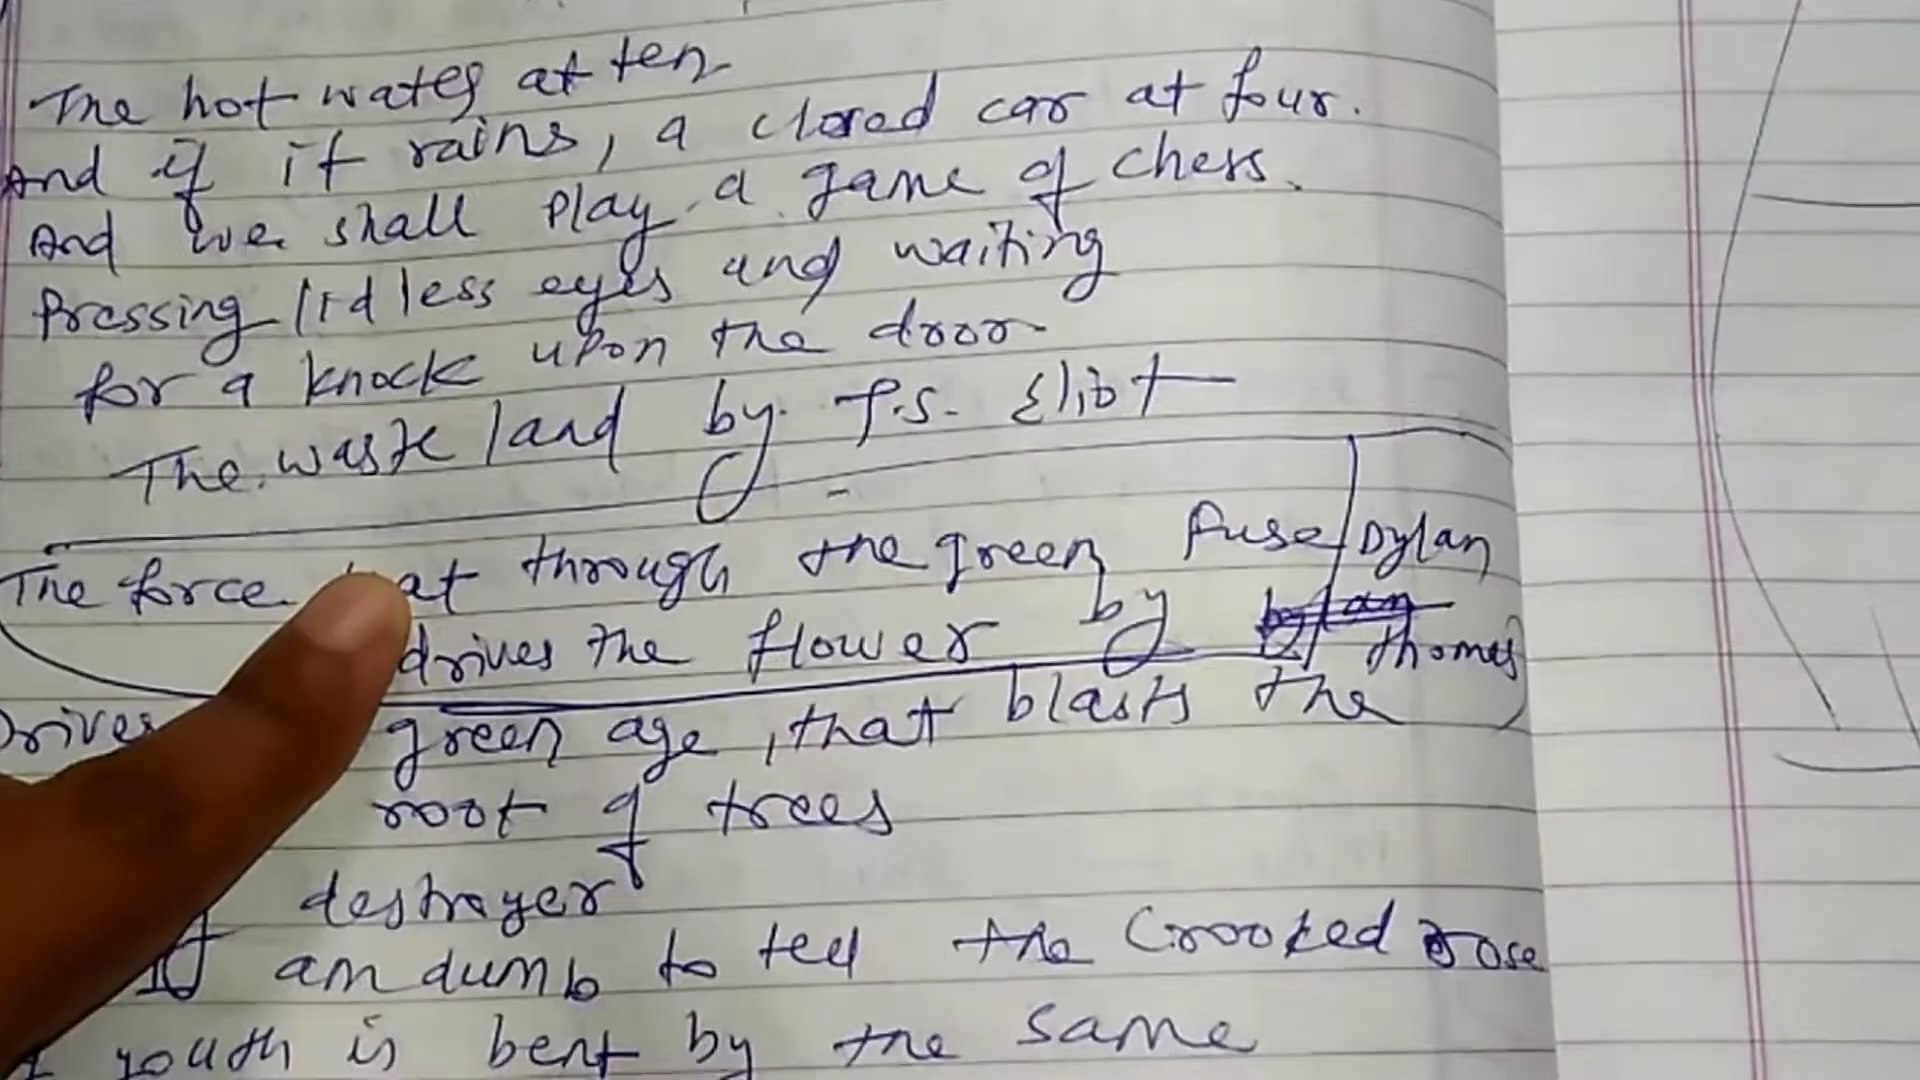 The hot water at ten
And if it rains, a closed car at four.
And we shall play a game of chess.
Pressing lidless eyes and waiting
for a knock upon the door
The waste land by T.S. Eliot
The force at through the green fuse Dylan
drives the flower by Thomas
Drives green age, that blasts the
root of trees
destroyer
am dumb to tell the Crooked rose
youth is bent by the same